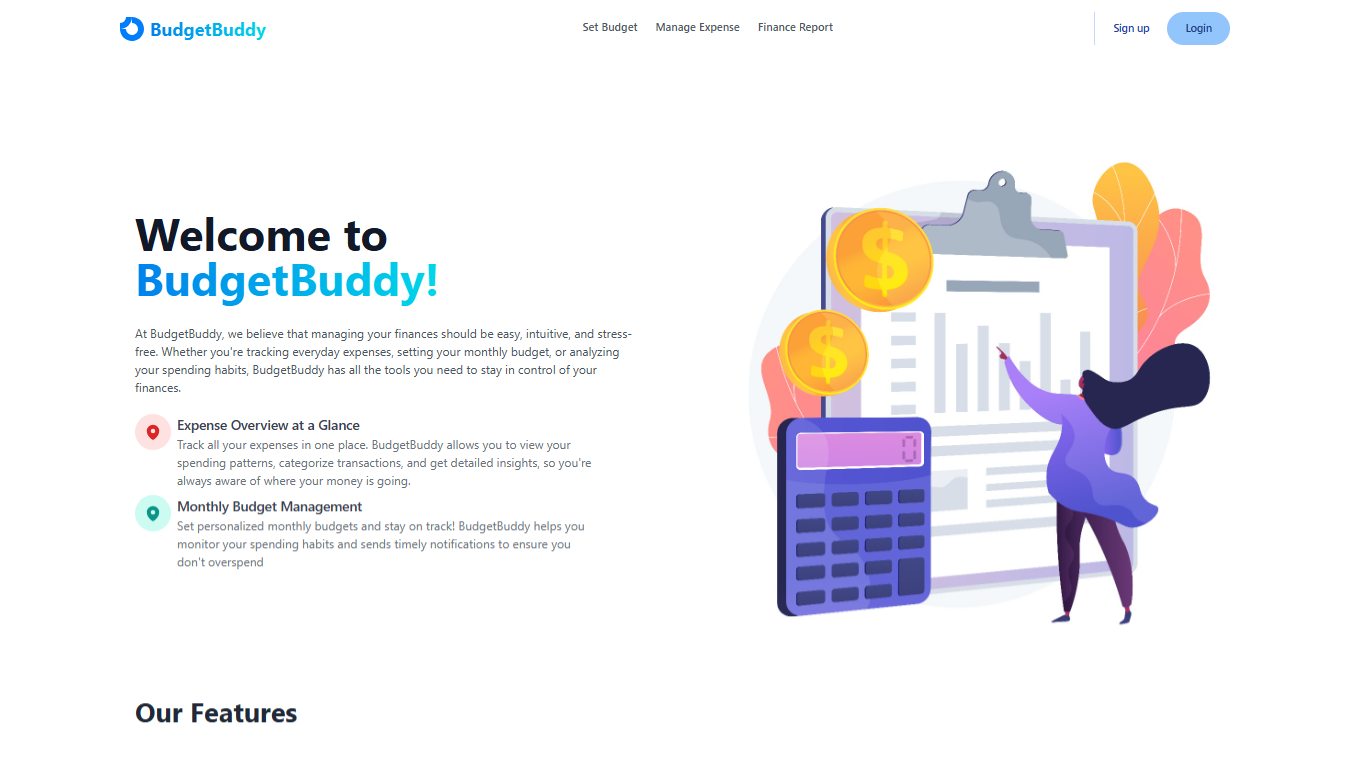 BudgetBuddy
Set Budget
Manage Expense
Finance Report
Sign up
Login
Welcome to
BudgetBuddy!
At BudgetBuddy, we believe that managing your finances should be easy, intuitive, and stress-
free. Whether you're tracking everyday expenses, setting your monthly budget, or analyzing
your spending habits, BudgetBuddy has all the tools you need to stay in control of your
finances.
Expense Overview at a Glance
Track all your expenses in one place. BudgetBuddy allows you to view your
spending patterns, categorize transactions, and get detailed insights, so you're
always aware of where your money is going.
Monthly Budget Management
Set personalized monthly budgets and stay on track! BudgetBuddy helps you
monitor your spending habits and sends timely notifications to ensure you
don't overspend
$
$
0
Our Features